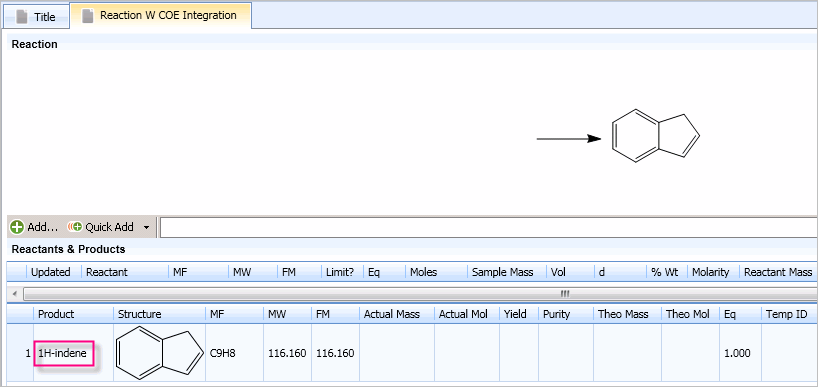 Title Reaction W COE Integration
Reaction
Add... Quick Add
Reactants & Products
Updated Reactant MF MW FM Limit? Eq Moles Sample Mass Vol d % Wt Molarity Reactant Mass
Product Structure MF MW FM Actual Mass Actual Mol Yield Purity Theo Mass Theo Mol Eq Temp ID
1 1H-indene C9H8 116.160 116.160 1.000